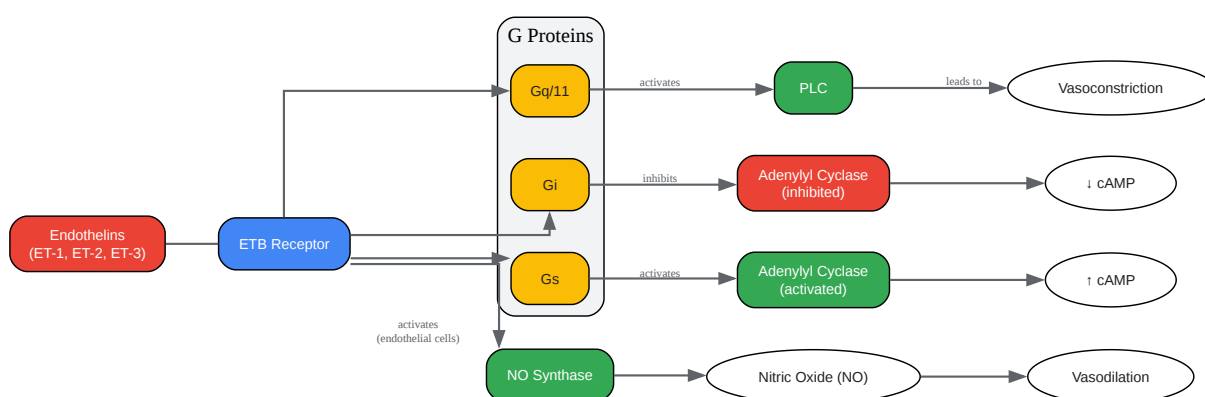 G Proteins
Gq/11
activates
PLC
leads to
Vasoconstriction
Gi
inhibits
Adenylyl Cyclase
(inhibited)
↓ cAMP
Endothelins
(ET-1, ET-2, ET-3)
ETB Receptor
Gs
activates
Adenylyl Cyclase
(activated)
↑ cAMP
activates
(endothelial cells)
NO Synthase
Nitric Oxide (NO)
Vasodilation